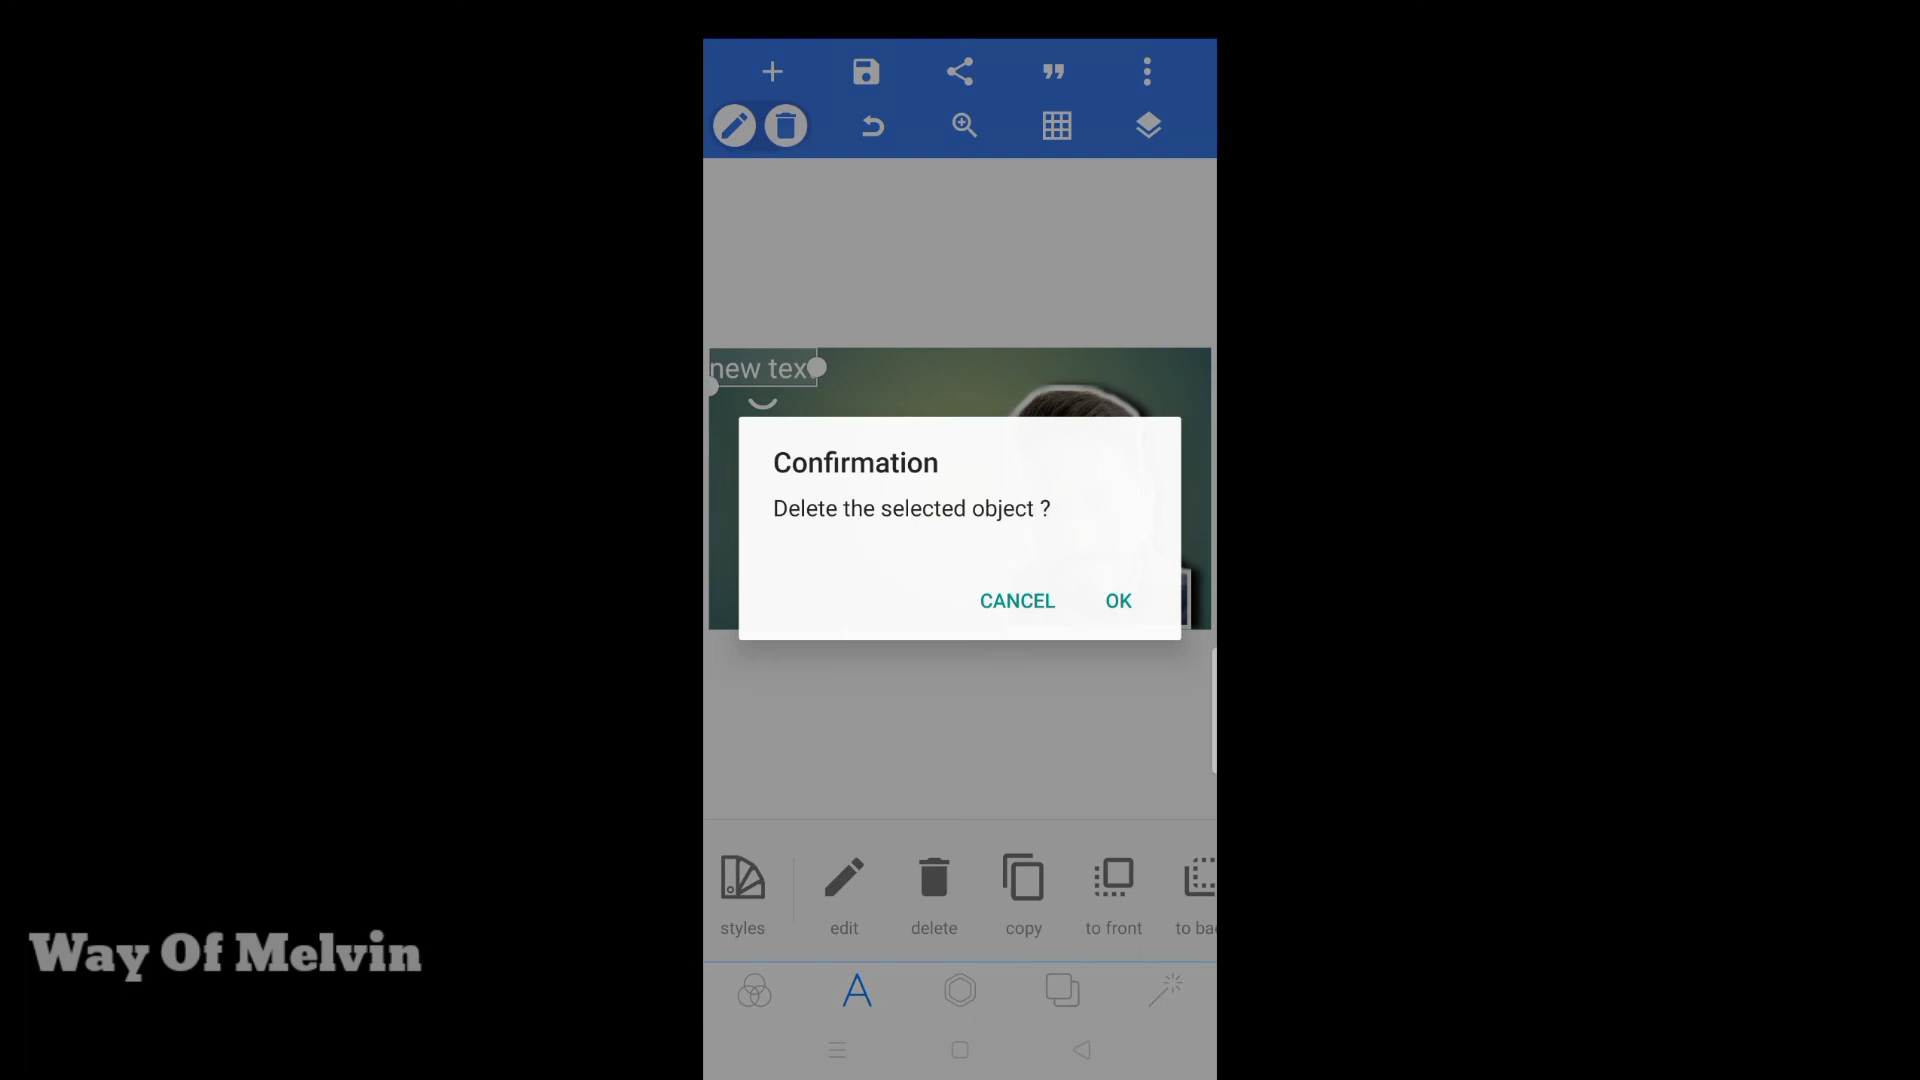 new tex
Confirmation
Delete the selected object ?
CANCEL OK
styles edit delete copy to front to bac
Way Of Melvin